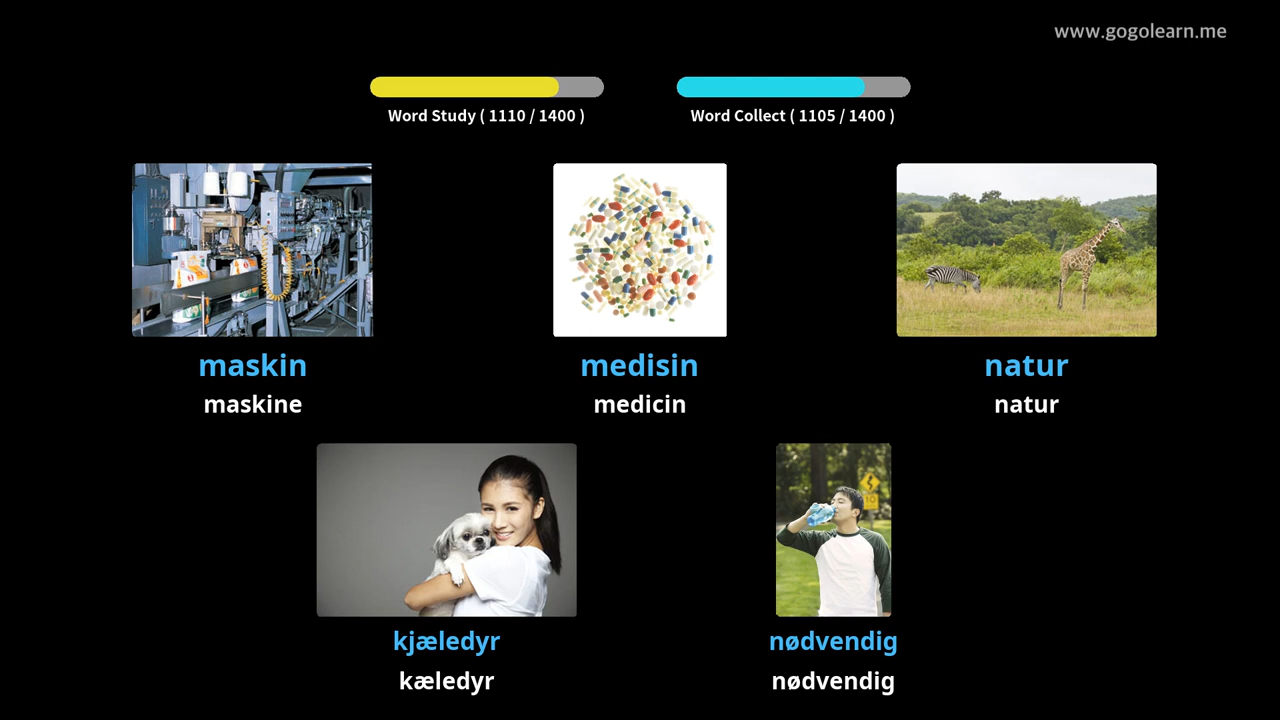 www.gogolearn.me
Word Study ( 1110 / 1400 )
Word Collect ( 1105 / 1400 )
maskin
maskine
medisin
medicin
natur
natur
kjæledyr
kæledyr
nødvendig
nødvendig